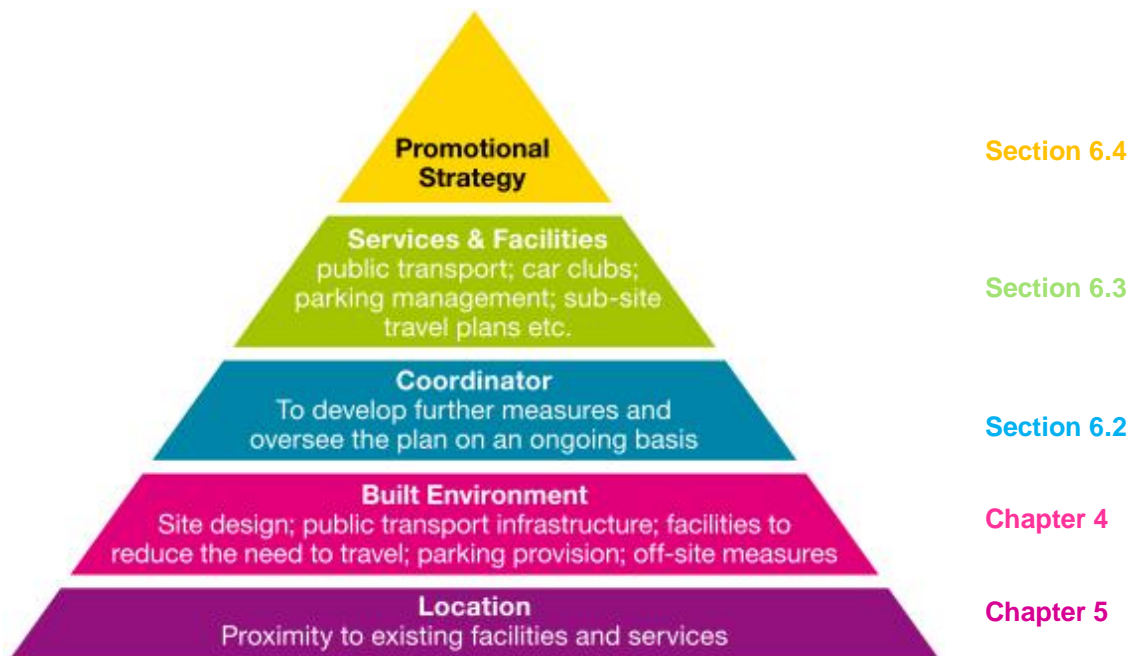 Promotional
Strategy
Section 6.4
Services & Facilities
public transport; car clubs;
parking management; sub-site
travel plans etc.
Section 6.3
Coordinator
To develop further measures and
oversee the plan on an ongoing basis
Section 6.2
Built Environment
Site design; public transport infrastructure; facilities to
reduce the need to travel; parking provision; off-site measures
Chapter 4
Location
Proximity to existing facilities and services
Chapter 5